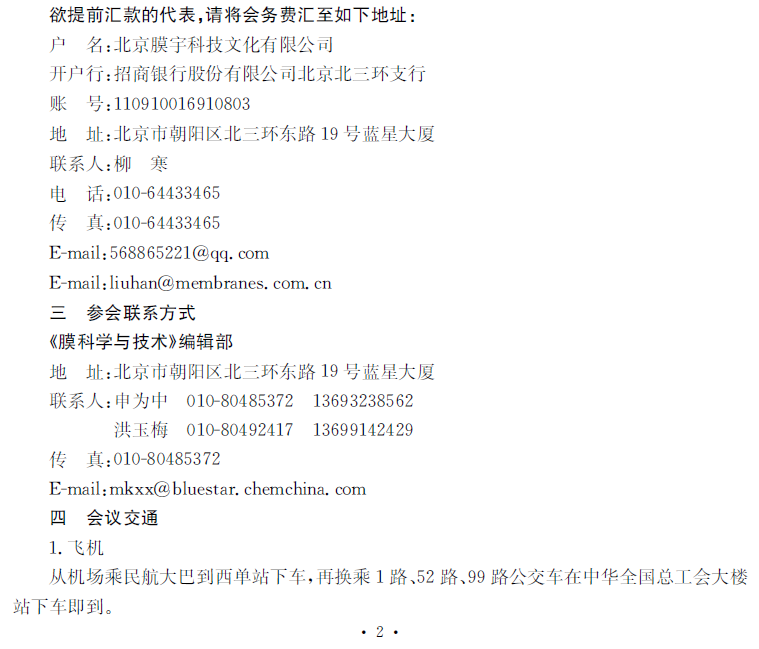 欲提前汇款的代表,请将会务费汇至如下地址:
户　名:北京膜宇科技文化有限公司
开户行:招商银行股份有限公司北京北三环支行
账　号:110910016910803
地　址:北京市朝阳区北三环东路 19 号蓝星大厦
联系人:柳　寒
电　话:010-64433465
传　真:010-64433465
E-mail:568865221@qq.com
E-mail:liuhan@membranes.com.cn
三　参会联系方式
《膜科学与技术》编辑部
地　址:北京市朝阳区北三环东路 19 号蓝星大厦
联系人:申为中　010-80485372　13693238562
洪玉梅　010-80492417　13699142429
传　真:010-80485372
E-mail:mkxx@bluestar.chemchina.com
四　会议交通
1. 飞机
从机场乘民航大巴到西单站下车,再换乘 1 路、52 路、99 路公交车在中华全国总工会大楼
站下车即到。
• 2 •